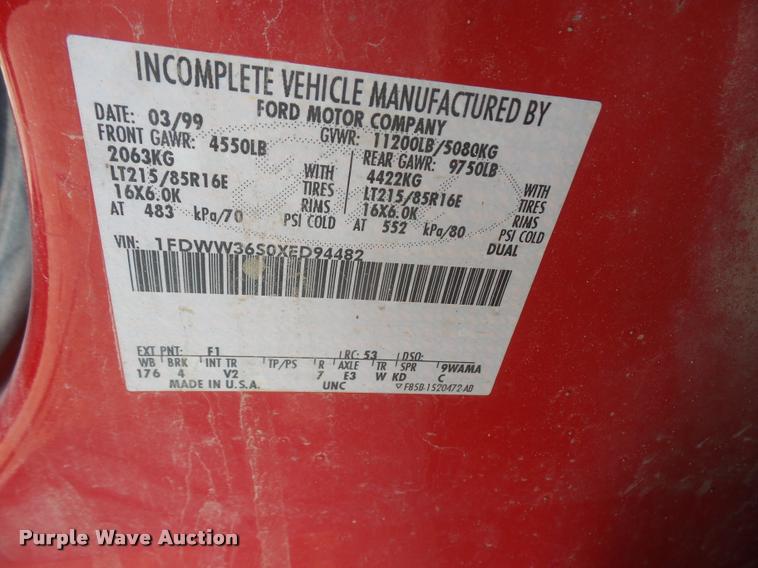 INCOMPLETE VEHICLE MANUFACTURED BY
FORD MOTOR COMPANY
DATE: 03/99 GVWR: 11200LB/5080KG
FRONT GAWR: 4550LB REAR GAWR: 9750LB
2063KG WITH 4422KG WITH
LT215/85R16E TIRES LT215/85R16E TIRES
16X6.0K RIMS 16X6.0K RIMS
AT 483 kPa/70 PSI COLD AT 552 kPa/80 PSI COLD
DUAL
VIN: 1FDWW36S0XED94482
EXT PNT: F1 RC: 53 DSO:
WB BRK INT TR TP/PS R AXLE TR SPR 9WAMA
176 4 V2 7 E3 W KD C
MADE IN U.S.A. UNC F85B-1520472-AD
Purple Wave Auction